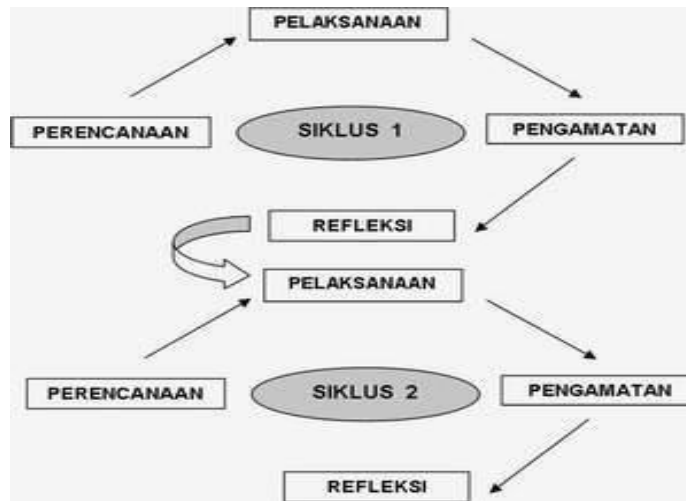 PELAKSANAAN
PERENCANAAN
SIKLUS 1
PENGAMATAN
REFLEKSI
PELAKSANAAN
PERENCANAAN
SIKLUS 2
PENGAMATAN
REFLEKSI